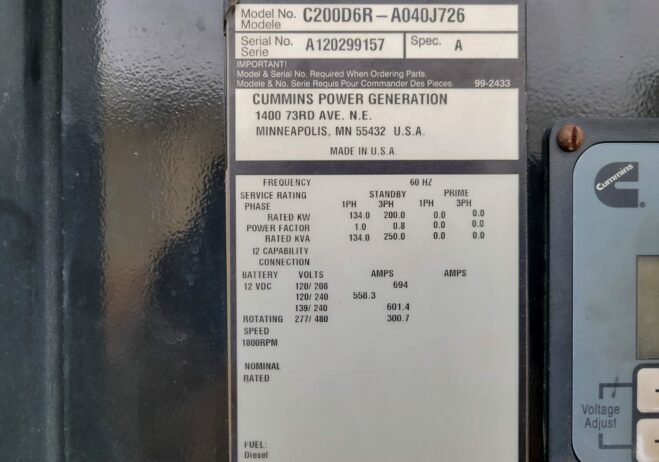 Model No. C200D6R – A040J726
Modele
Serial No. A120299157 Spec. A
Serie
IMPORTANT!
Model & Serial No. Required When Ordering Parts.
Modele & No. Serie Requis Pour Commander Des Pieces. 99-2433
CUMMINS POWER GENERATION
1400 73RD AVE. N.E.
MINNEAPOLIS, MN 55432 U.S.A.
MADE IN U.S.A.
FREQUENCY 60 HZ
SERVICE RATING STANDBY PRIME
PHASE 1PH 3PH 1PH 3PH
RATED KW 134.0 200.0 0.0 0.0
POWER FACTOR 1.0 0.8 0.0 0.0
RATED KVA 134.0 250.0 0.0 0.0
I2 CAPABILITY
CONNECTION
BATTERY VOLTS AMPS AMPS
12 VDC 120/ 208 694
120/ 240 558.3
139/ 240 601.4
ROTATING 277/ 480 300.7
SPEED
1800RPM
NOMINAL
RATED
FUEL:
Diesel
Cummins
Voltage
Adjust